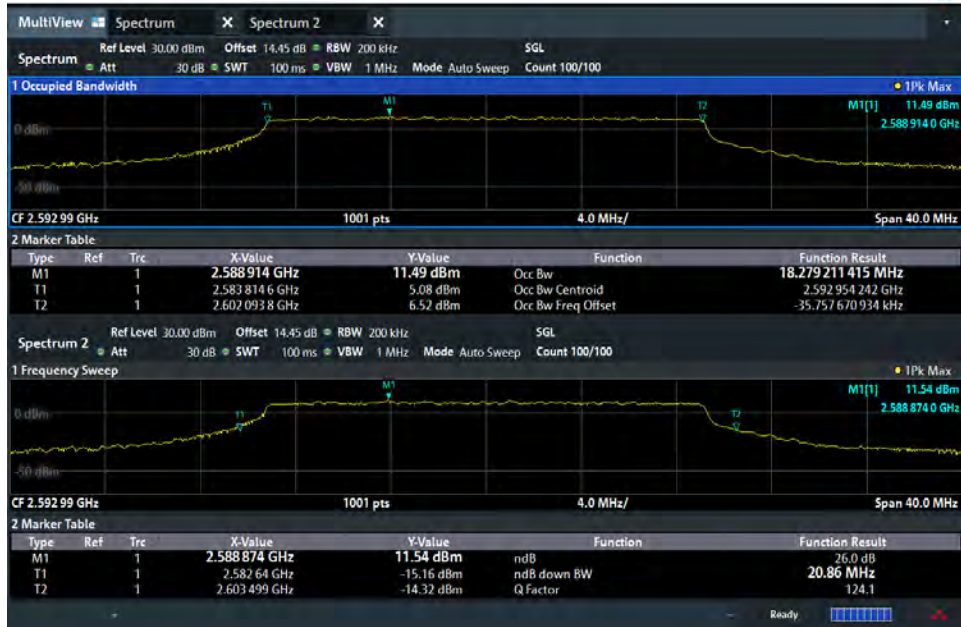 MultiView Spectrum X Spectrum 2 X
Ref Level 30.00 dBm Offset 14.45 dB RBW 200 kHz SGL
Spectrum Att 30 dB SWT 100 ms VBW 1 MHz Mode Auto Sweep Count 100/100
1 Occupied Bandwidth 1Pk Max
T1 M1 T2 M1[1] 11.49 dBm
0 dBm 2.588 914 0 GHz
-50 dBm
CF 2.592 99 GHz 1001 pts 4.0 MHz/ Span 40.0 MHz
2 Marker Table
Type Ref Trc X-Value Y-Value Function Function Result
M1 1 2.588 914 GHz 11.49 dBm Occ Bw 18.279 211 415 MHz
T1 1 2.583 814 6 GHz 5.08 dBm Occ Bw Centroid 2.592 954 242 GHz
T2 1 2.602 093 8 GHz 6.52 dBm Occ Bw Freq Offset -35.757 670 934 kHz
Ref Level 30.00 dBm Offset 14.45 dB RBW 200 kHz SGL
Spectrum 2 Att 30 dB SWT 100 ms VBW 1 MHz Mode Auto Sweep Count 100/100
1 Frequency Sweep 1Pk Max
M1 M1[1] 11.54 dBm
0 dBm T1 T2 2.588 874 0 GHz
-50 dBm
CF 2.592 99 GHz 1001 pts 4.0 MHz/ Span 40.0 MHz
2 Marker Table
Type Ref Trc X-Value Y-Value Function Function Result
M1 1 2.588 874 GHz 11.54 dBm ndB 26.0 dB
T1 1 2.582 64 GHz -15.16 dBm ndB down BW 20.86 MHz
T2 1 2.603 499 GHz -14.32 dBm Q Factor 124.1
Ready